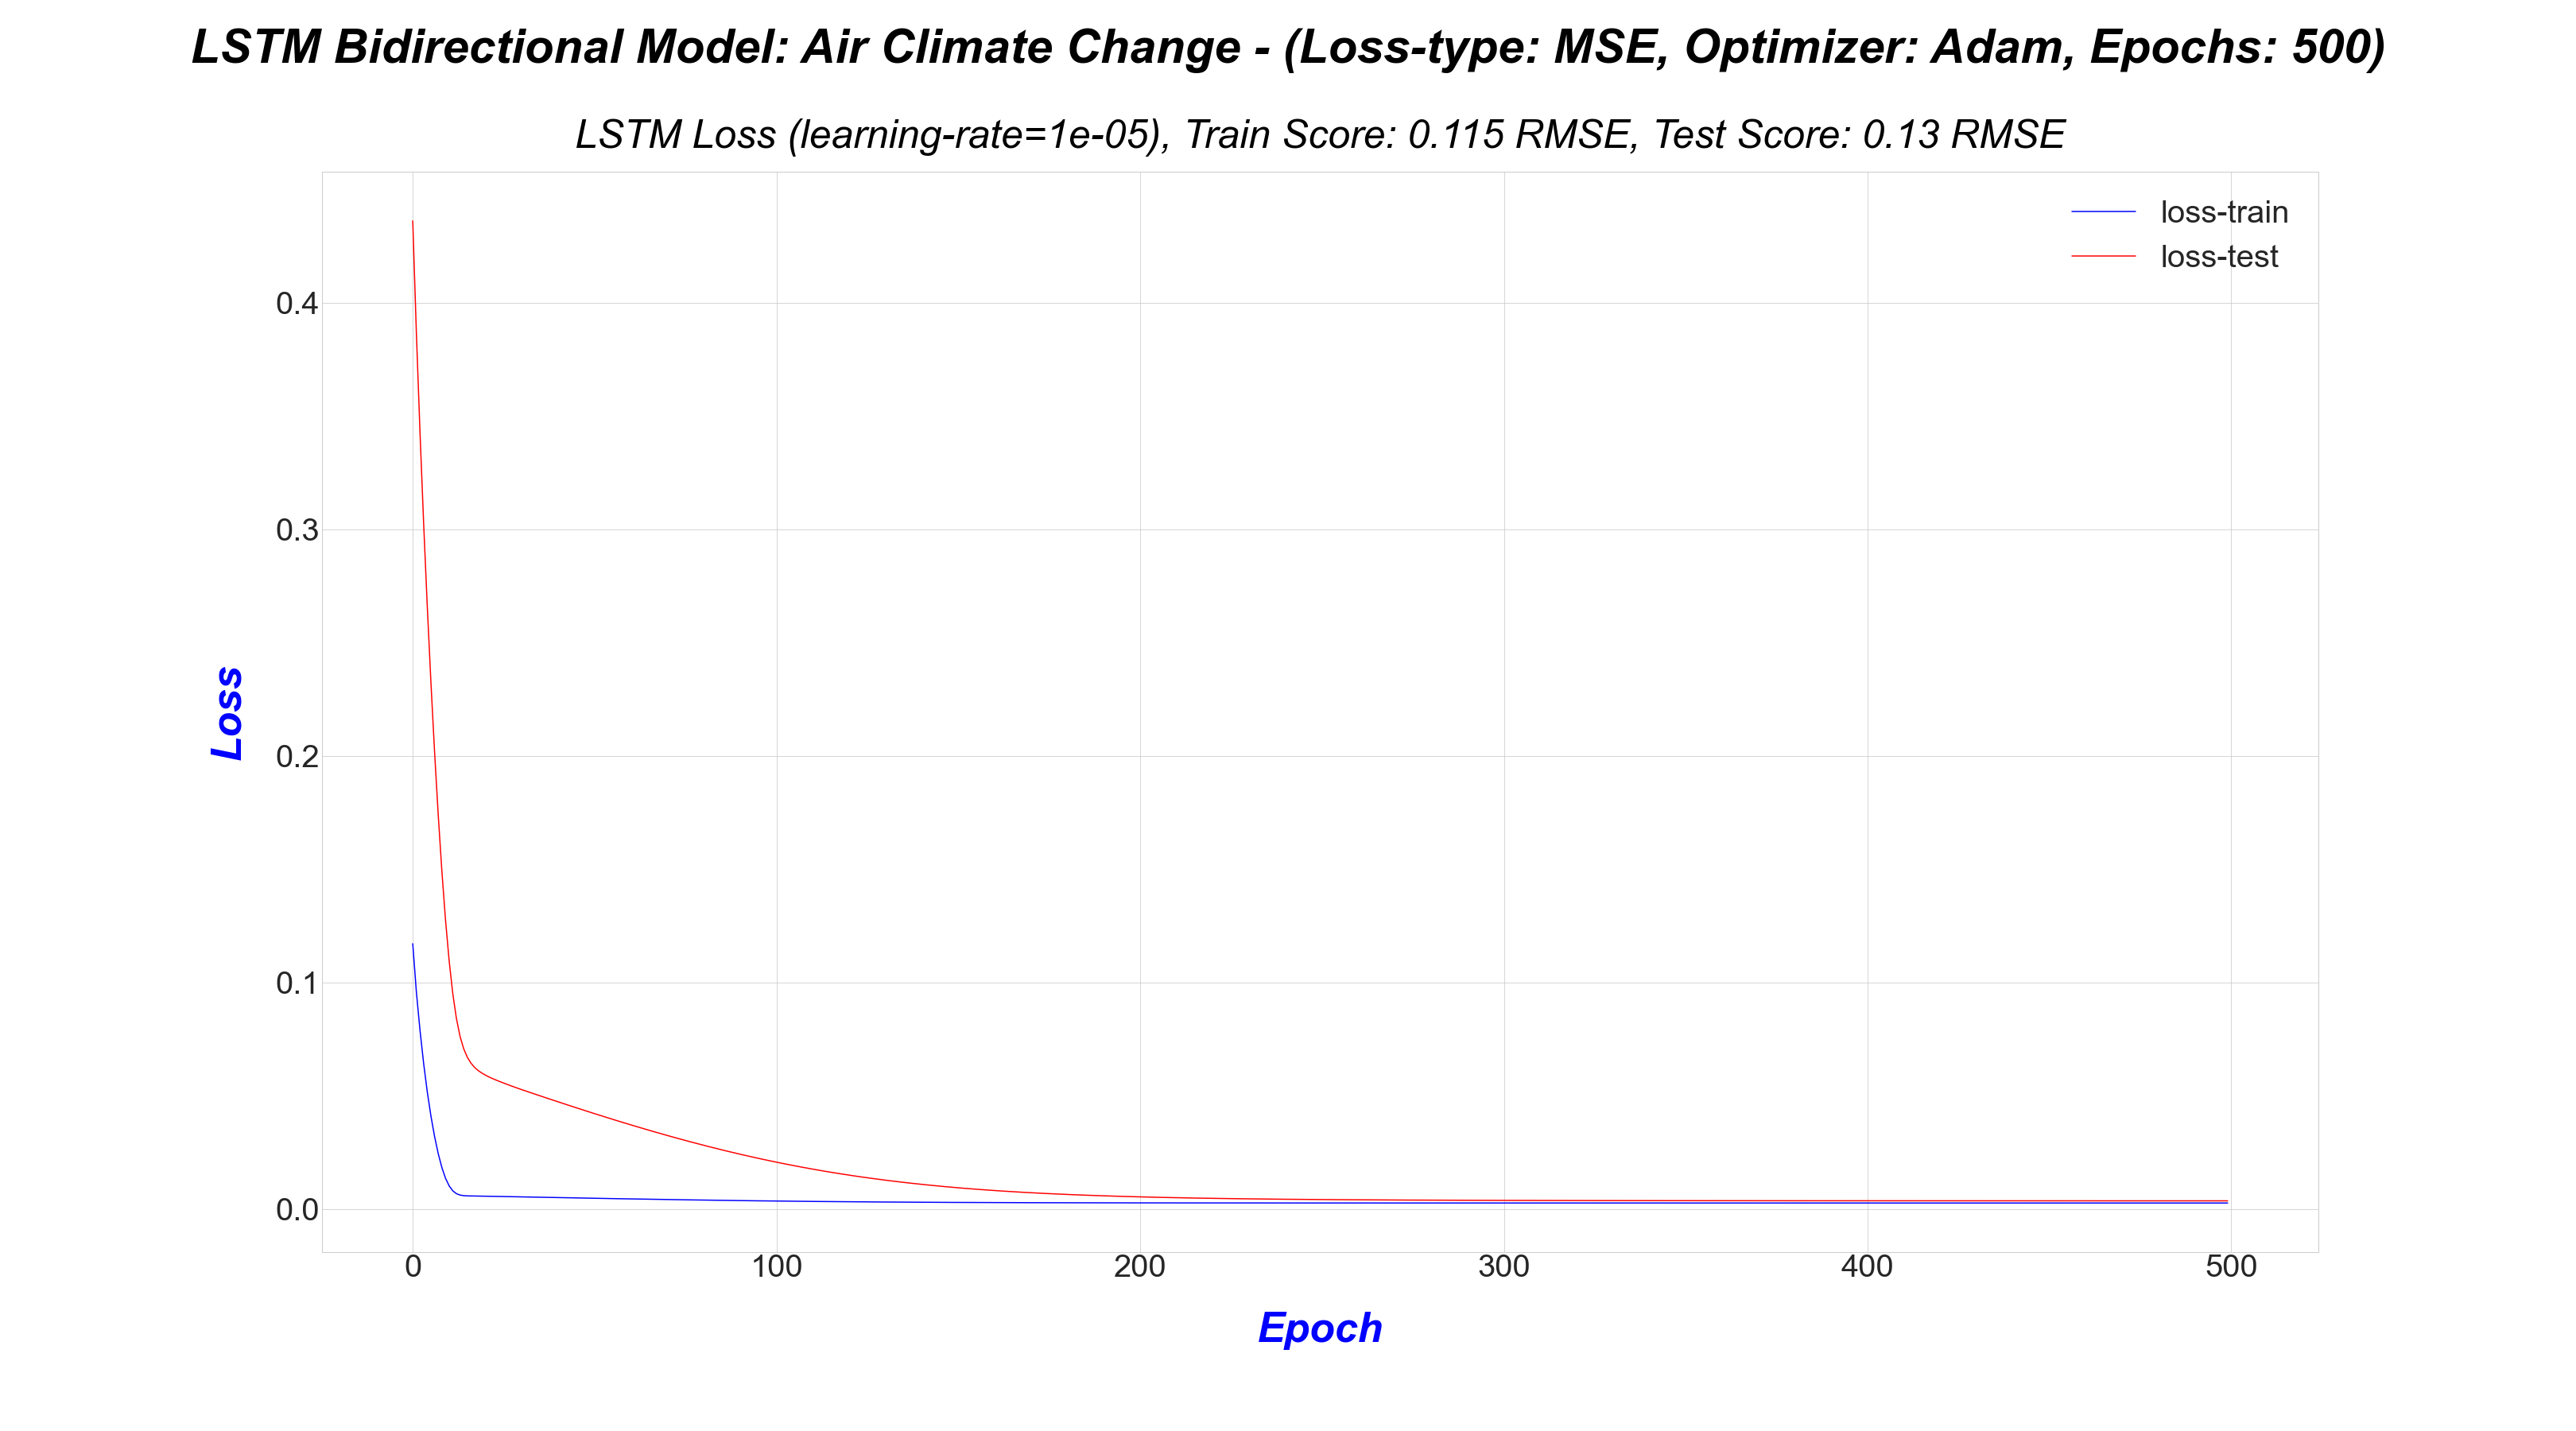 LSTM Bidirectional Model: Air Climate Change - (Loss-type: MSE, Optimizer: Adam, Epochs: 500)
LSTM Loss (learning-rate=1e-05), Train Score: 0.115 RMSE, Test Score: 0.13 RMSE
loss-train
loss-test
0.4
0.3
0.2
0.1
0.0
Loss
0 100 200 300 400 500
Epoch